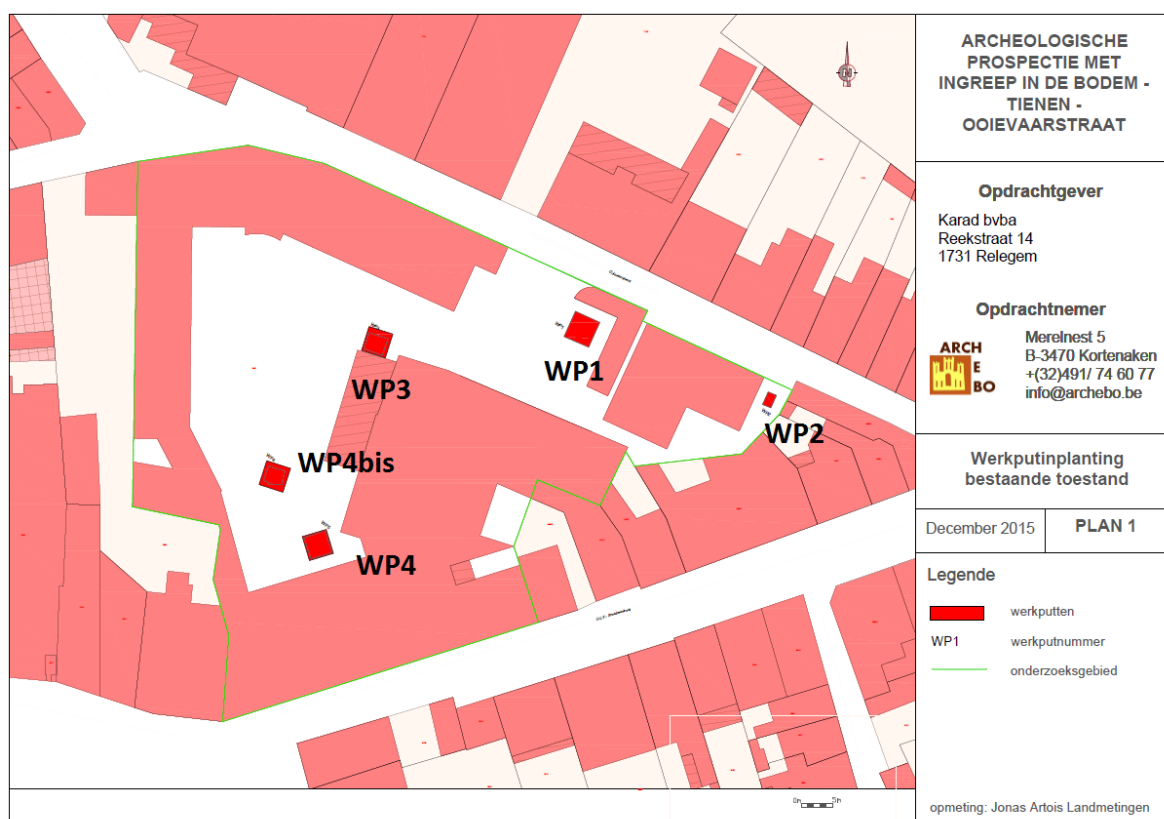 ARCHEOLOGISCHE
PROSPECTIE MET
INGREEP IN DE BODEM -
TIENEN -
OOIEVAARSTRAAT
Opdrachtgever
Karad bvba
Reekstraat 14
1731 Relegem
Opdrachtnemer
ARCH
E
BO
Merelnest 5
B-3470 Kortenaken
+(32)491/ 74 60 77
info@archebo.be
Werkputinplanting
bestaande toestand
December 2015
PLAN 1
Legende
werkputten
WP1 werkputnummer
onderzoeksgebied
opmeting: Jonas Artois Landmetingen
WP1
WP2
WP3
WP4bis
WP4
0m 5m